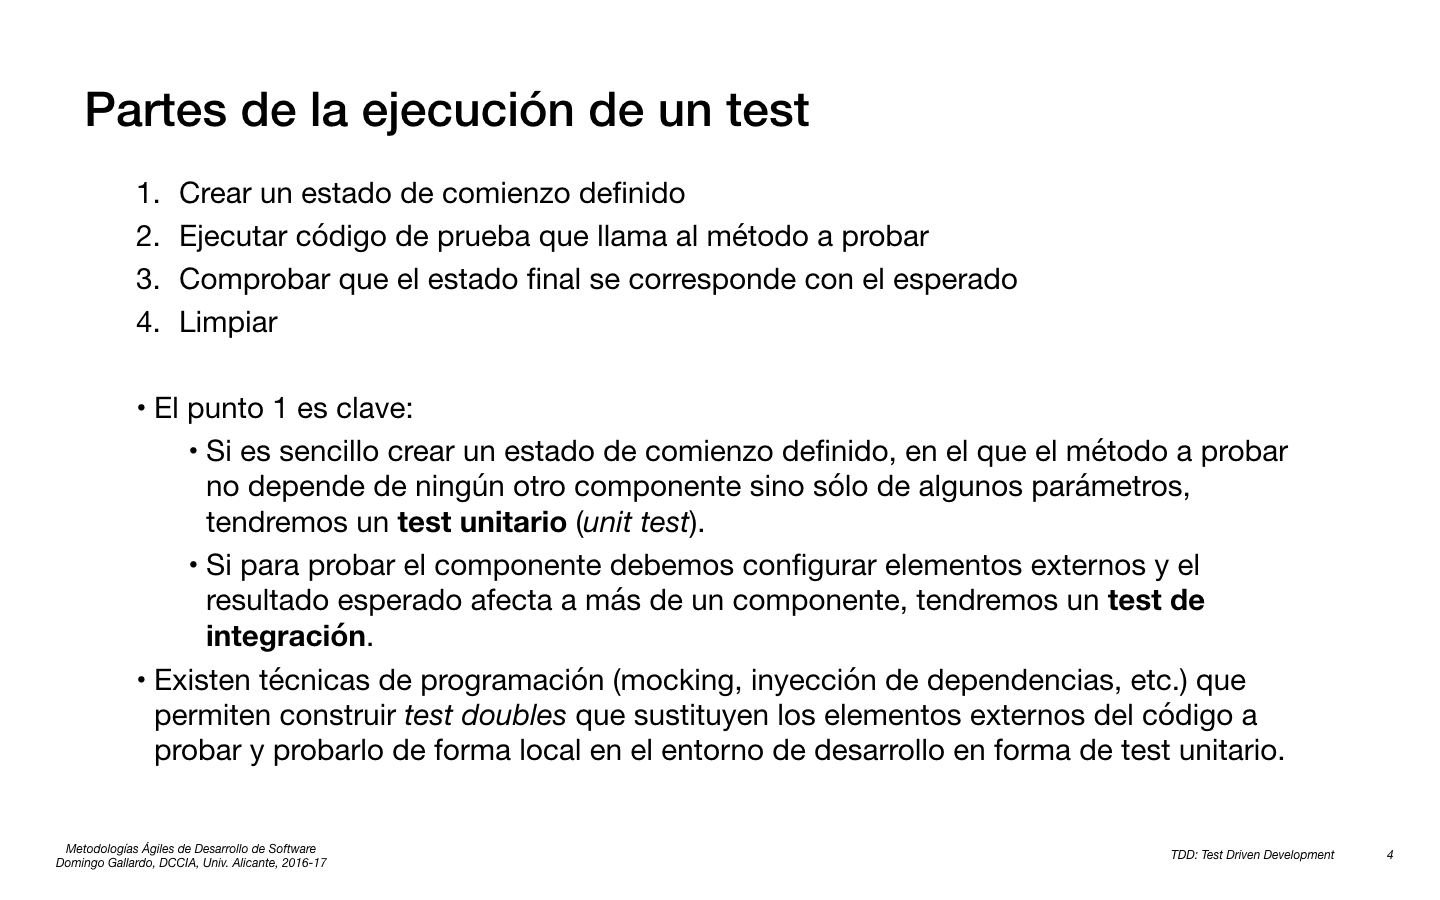 Partes de la ejecución de un test
1. Crear un estado de comienzo definido
2. Ejecutar código de prueba que llama al método a probar
3. Comprobar que el estado final se corresponde con el esperado
4. Limpiar
• El punto 1 es clave:
• Si es sencillo crear un estado de comienzo definido, en el que el método a probar
no depende de ningún otro componente sino sólo de algunos parámetros,
tendremos un test unitario (unit test).
• Si para probar el componente debemos configurar elementos externos y el
resultado esperado afecta a más de un componente, tendremos un test de
integración.
• Existen técnicas de programación (mocking, inyección de dependencias, etc.) que
permiten construir test doubles que sustituyen los elementos externos del código a
probar y probarlo de forma local en el entorno de desarrollo en forma de test unitario.
Metodologías Ágiles de Desarrollo de Software
Domingo Gallardo, DCCIA, Univ. Alicante, 2016-17
TDD: Test Driven Development 4